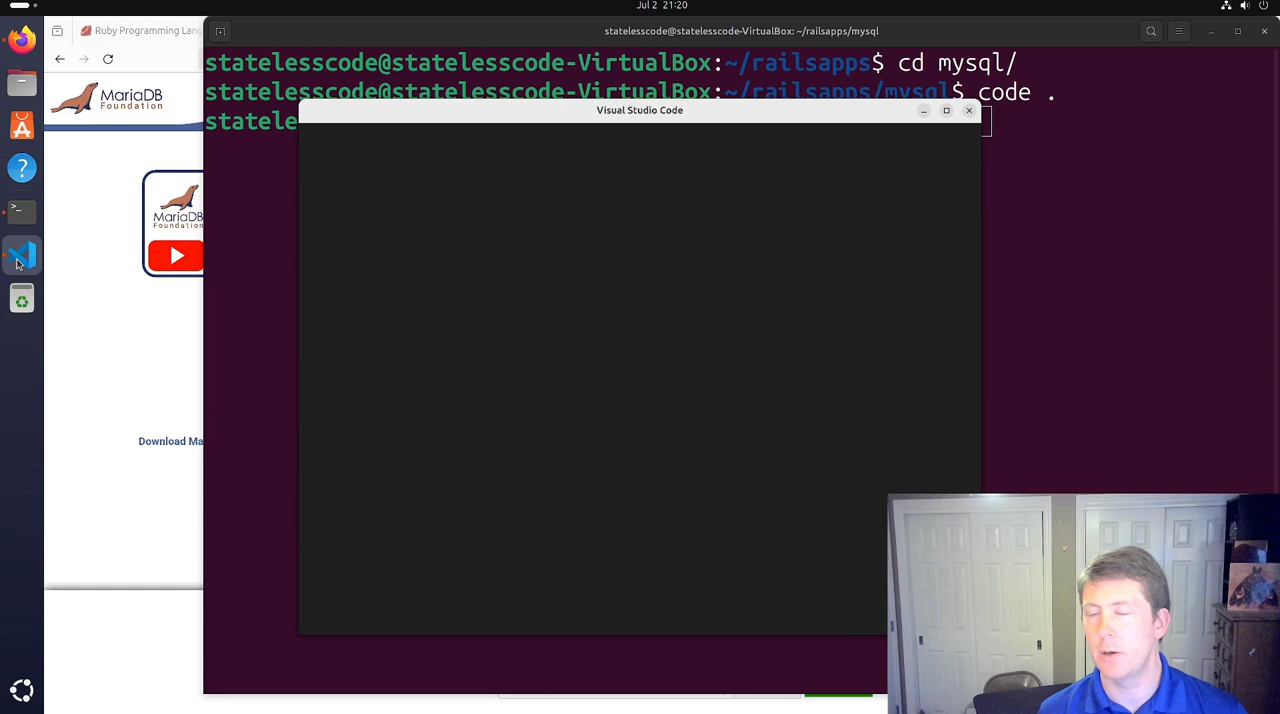 Jul 2 21:20
Ruby Programming Lan
statelesscode@statelesscode-VirtualBox: ~/railsapps/mysql
statelesscode@statelesscode-VirtualBox:~/railsapps$ cd mysql/
statelesscode@statelesscode-VirtualBox:~/railsapps/mysql$ code .
statele
Visual Studio Code
MariaDB
Foundation
MariaDB
Foundation
Download Ma